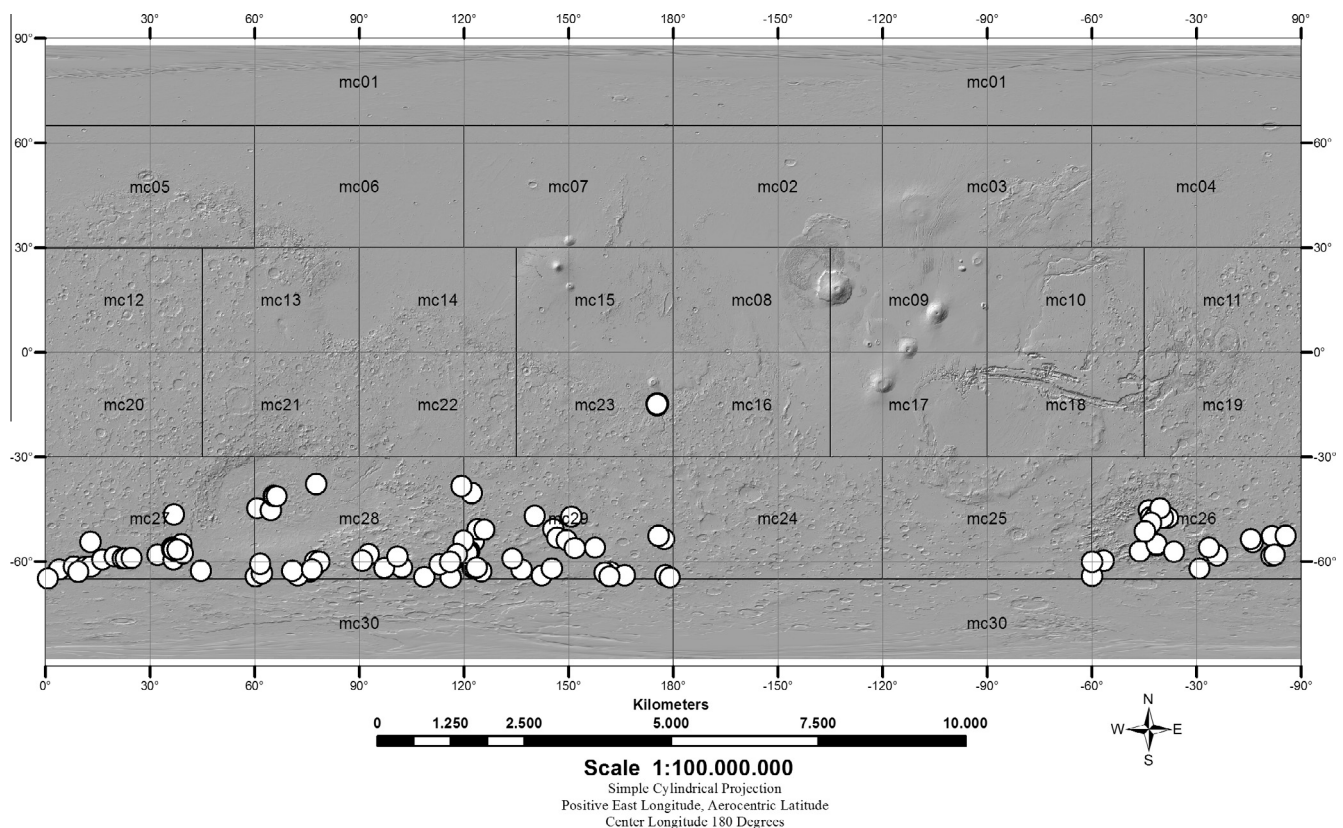 30° 60° 90° 120° 150° 180° -150° -120° -90° -60° -30° 90°
90° 90°
mc01 mc01
60° 60°
mc05 mc06 mc07 mc02 mc03 mc04
30° 30°
mc12 mc13 mc14 mc15 mc08 mc09 mc10 mc11
0° 0°
mc20 mc21 mc22 mc23 mc16 mc17 mc18 mc19
-30° -30°
mc27 mc28 mc29 mc24 mc25 mc26
-60° -60°
mc30 mc30
0° 30° 60° 90° 120° 150° 180° -150° -120° -90° -60° -30° -90°
Kilometers
0 1.250 2.500 5.000 7.500 10.000
N
W E
S
Scale 1:100.000.000
Simple Cylindrical Projection
Positive East Longitude, Aerocentric Latitude
Center Longitude 180 Degrees